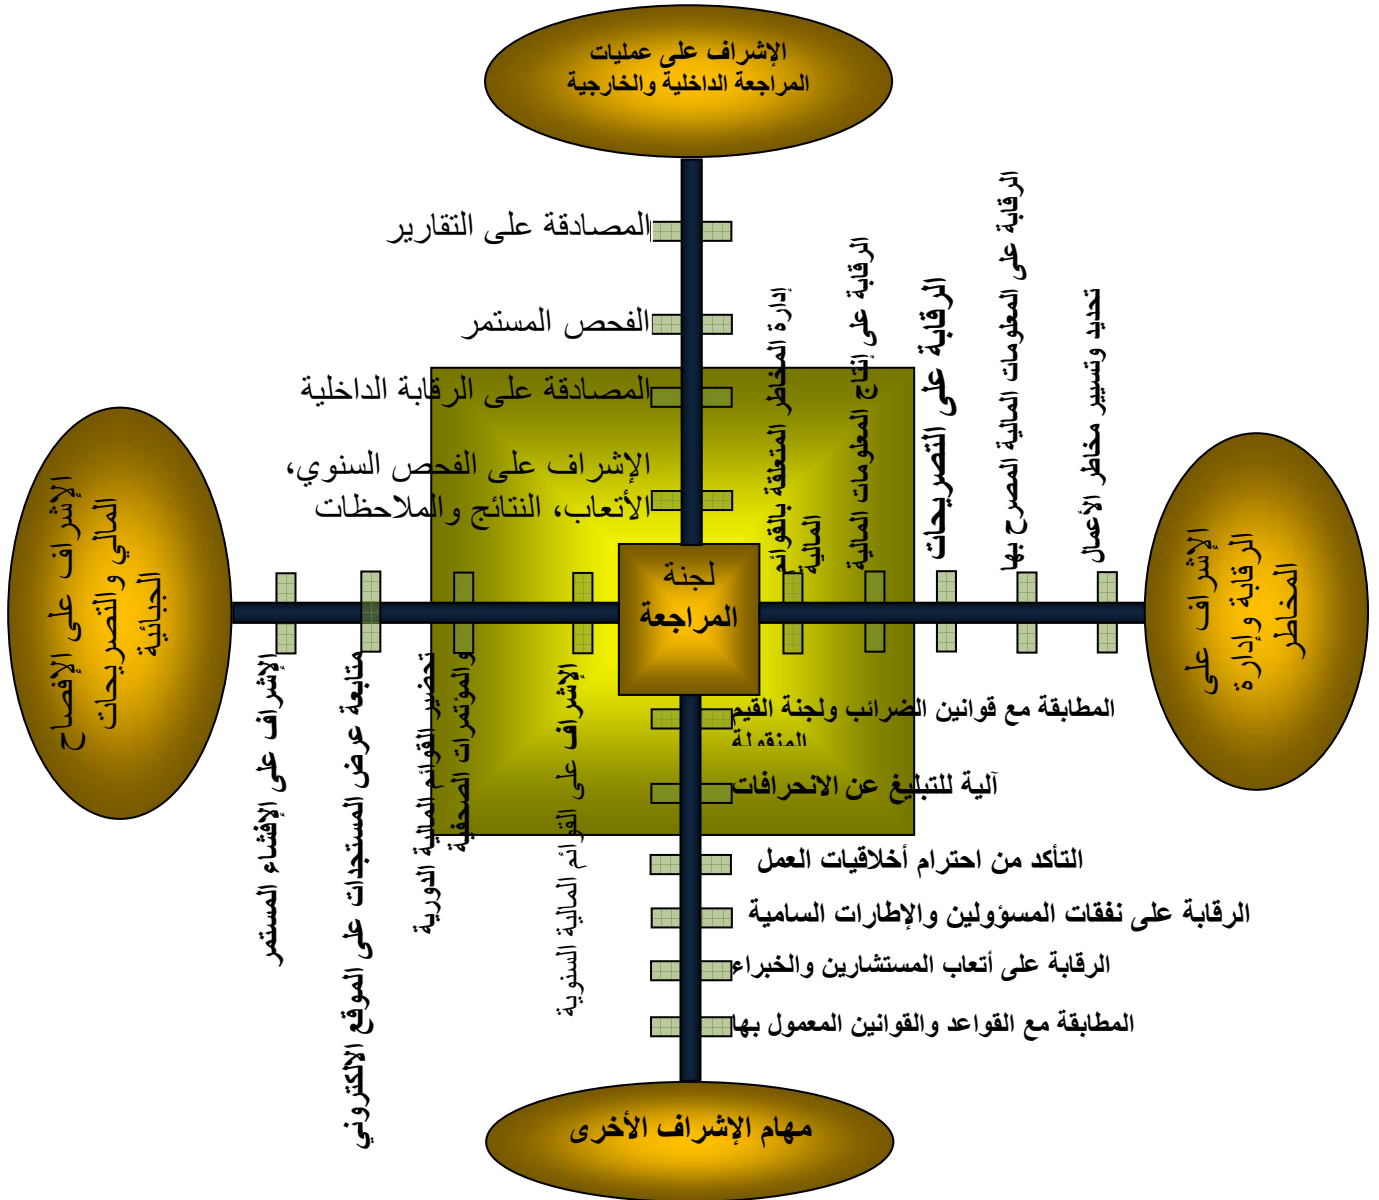 الإشراف على عمليات
المراجعة الداخلية والخارجية
المصادقة على التقارير
الفحص المستمر
المصادقة على الرقابة الداخلية
الإشراف على الفحص السنوي،
الأتعاب، النتائج والملاحظات
إدارة المخاطر المتعلقة بالقوائم
المالية
الرقابة على إنتاج المعلومات المالية
الرقابة على التصريحات
الرقابة على المعلومات المالية المصرح بها
تحديد وتسيير مخاطر الأعمال
الإشراف على
الرقابة وإدارة
المخاطر
لجنة
المراجعة
الإشراف على الإفصاح
المالي والتصريحات
الجبائية
الإشراف على الإفشاء المستمر
متابعة عرض المستجدات على الموقع الالكتروني
تحضير القوائم المالية الدورية
والمؤتمرات الصحفية
الإشراف على القوائم المالية السنوية
المطابقة مع قوانين الضرائب ولجنة القيم
المنقولة
آلية للتبليغ عن الانحرافات
التأكد من احترام أخلاقيات العمل
الرقابة على نفقات المسؤولين والإطارات السامية
الرقابة على أتعاب المستشارين والخبراء
المطابقة مع القواعد والقوانين المعمول بها
مهام الإشراف الأخرى